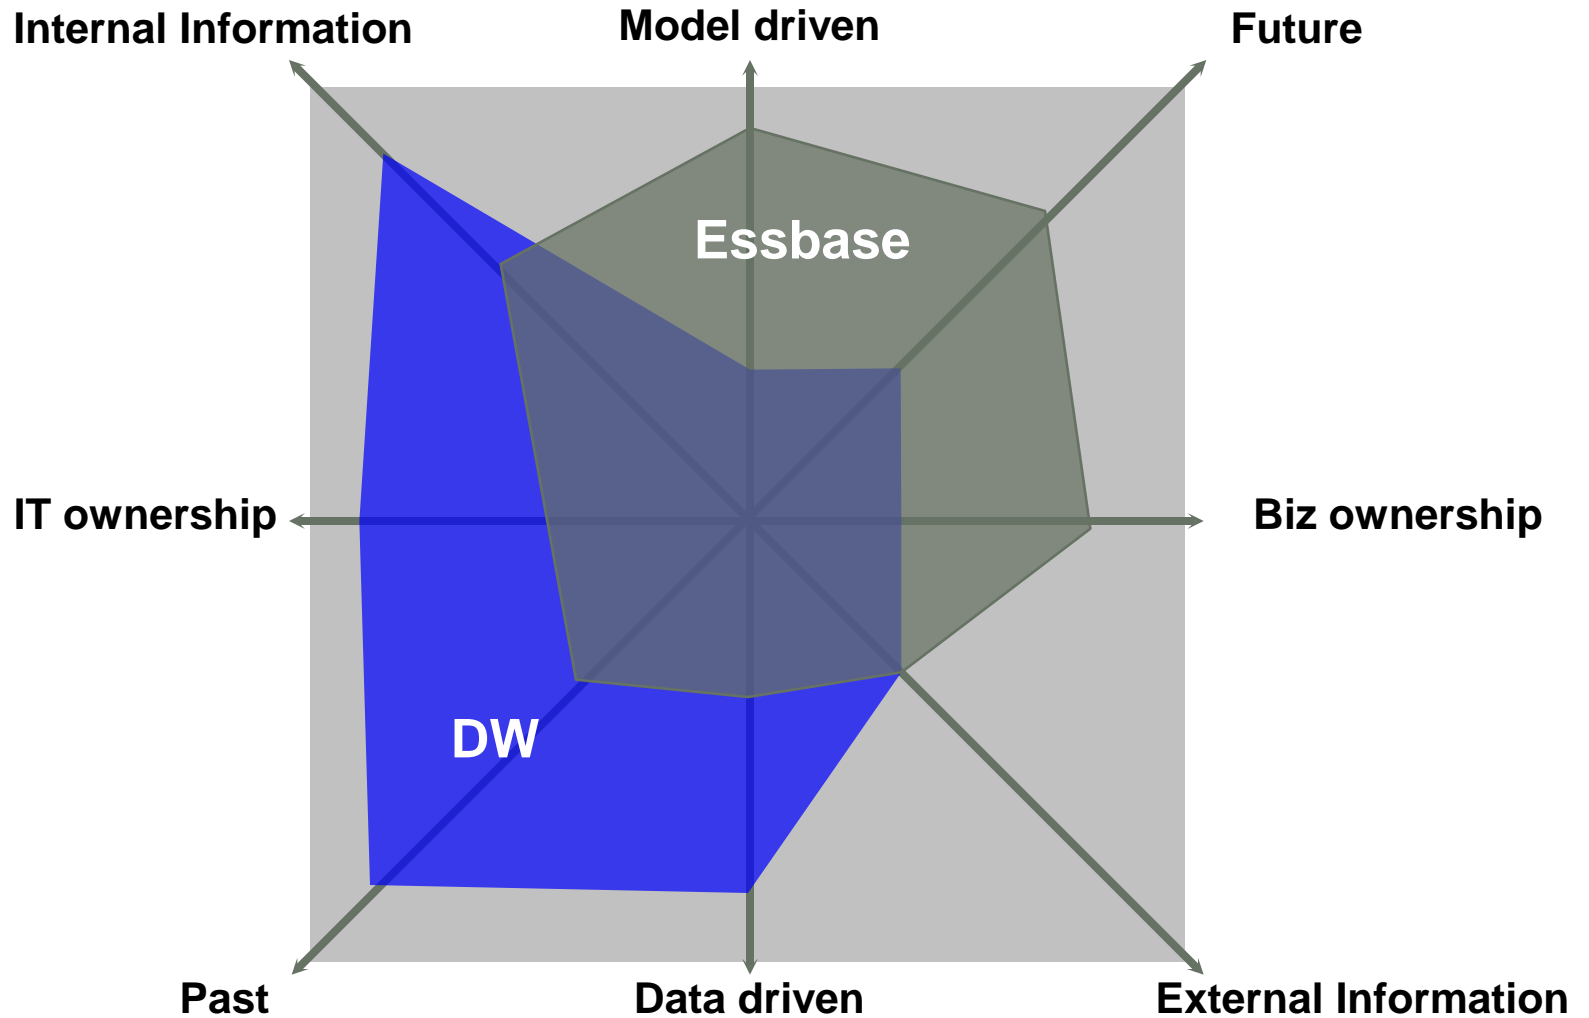 Internal Information
Model driven
Future
Essbase
IT ownership
Biz ownership
DW
Past
Data driven
External Information